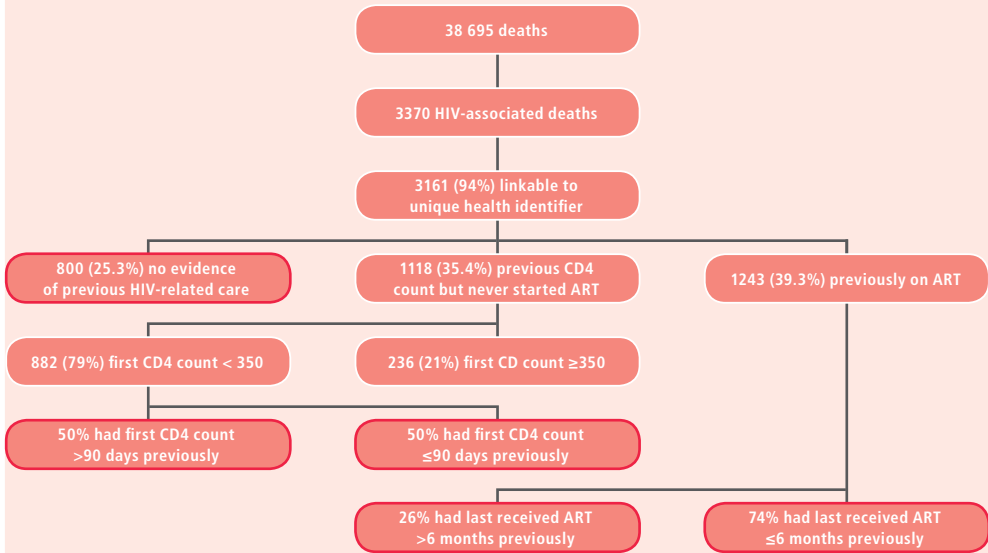 38 695 deaths
3370 HIV-associated deaths
3161 (94%) linkable to
unique health identifier
800 (25.3%) no evidence
of previous HIV-related care
1118 (35.4%) previous CD4
count but never started ART
1243 (39.3%) previously on ART
882 (79%) first CD4 count < 350
236 (21%) first CD count ≥350
50% had first CD4 count
>90 days previously
50% had first CD4 count
≤90 days previously
26% had last received ART
>6 months previously
74% had last received ART
≤6 months previously